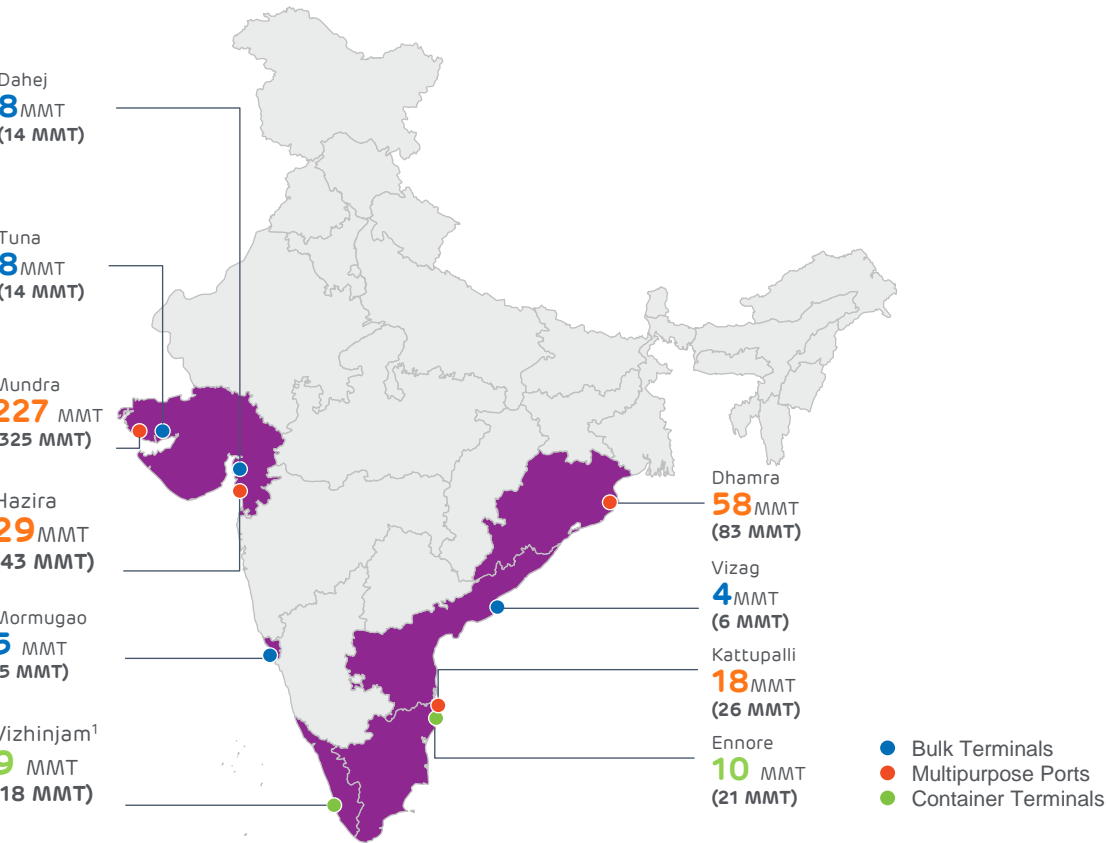 Dahej
8MMT
(14 MMT)
Tuna
8MMT
(14 MMT)
Mundra
227 MMT
(325 MMT)
Hazira
29MMT
(43 MMT)
Mormugao
5 MMT
(5 MMT)
Vizhinjam¹
9 MMT
(18 MMT)
Dhamra
58MMT
(83 MMT)
Vizag
4MMT
(6 MMT)
Kattupalli
18MMT
(26 MMT)
Ennore
10 MMT
(21 MMT)
Bulk Terminals
Multipurpose Ports
Container Terminals